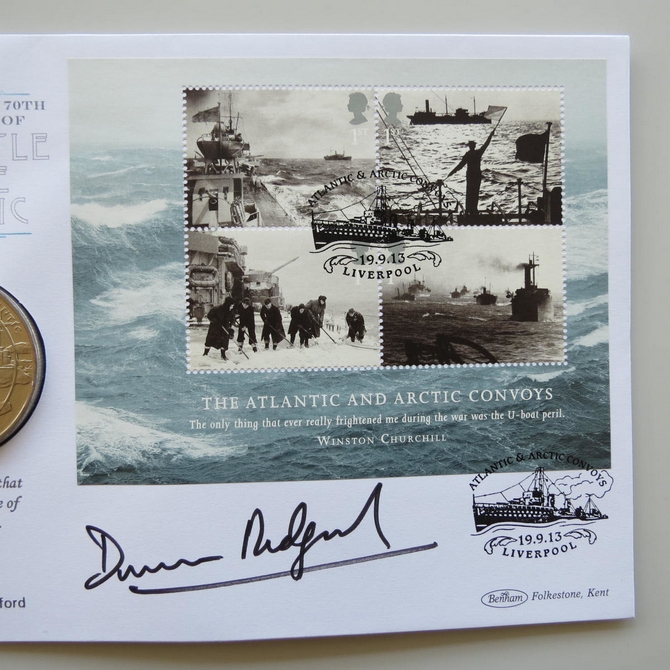 70TH
OF
TLE
IC
1st
1st
ATLANTIC & ARCTIC CONVOYS
19.9.13
LIVERPOOL
THE ATLANTIC AND ARCTIC CONVOYS
The only thing that ever really frightened me during the war was the U-boat peril.
WINSTON CHURCHILL
that
e of
ATLANTIC & ARCTIC CONVOYS
19.9.13
LIVERPOOL
ford
Benham Folkestone, Kent